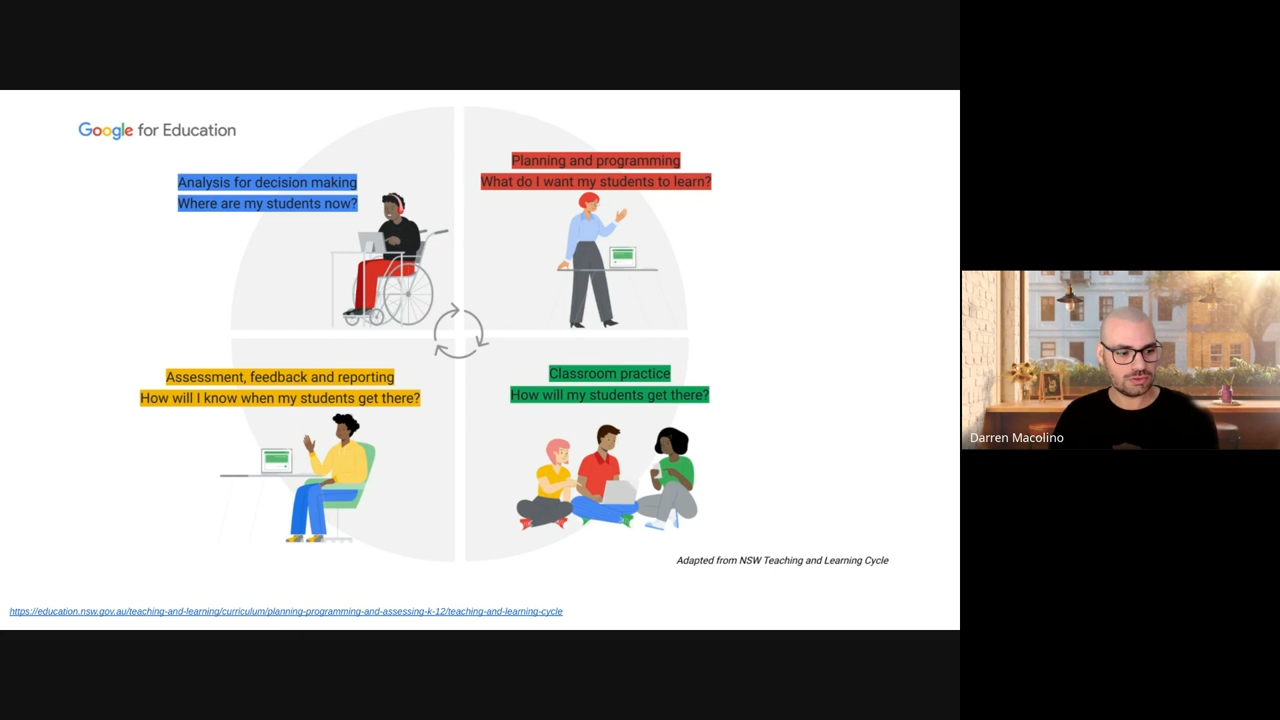 Google for Education
Analysis for decision making
Where are my students now?
Planning and programming
What do I want my students to learn?
Assessment, feedback and reporting
How will I know when my students get there?
Classroom practice
How will my students get there?
Adapted from NSW Teaching and Learning Cycle
https://education.nsw.gov.au/teaching-and-learning/curriculum/planning-programming-and-assessing-k-12/teaching-and-learning-cycle
Darren Macolino